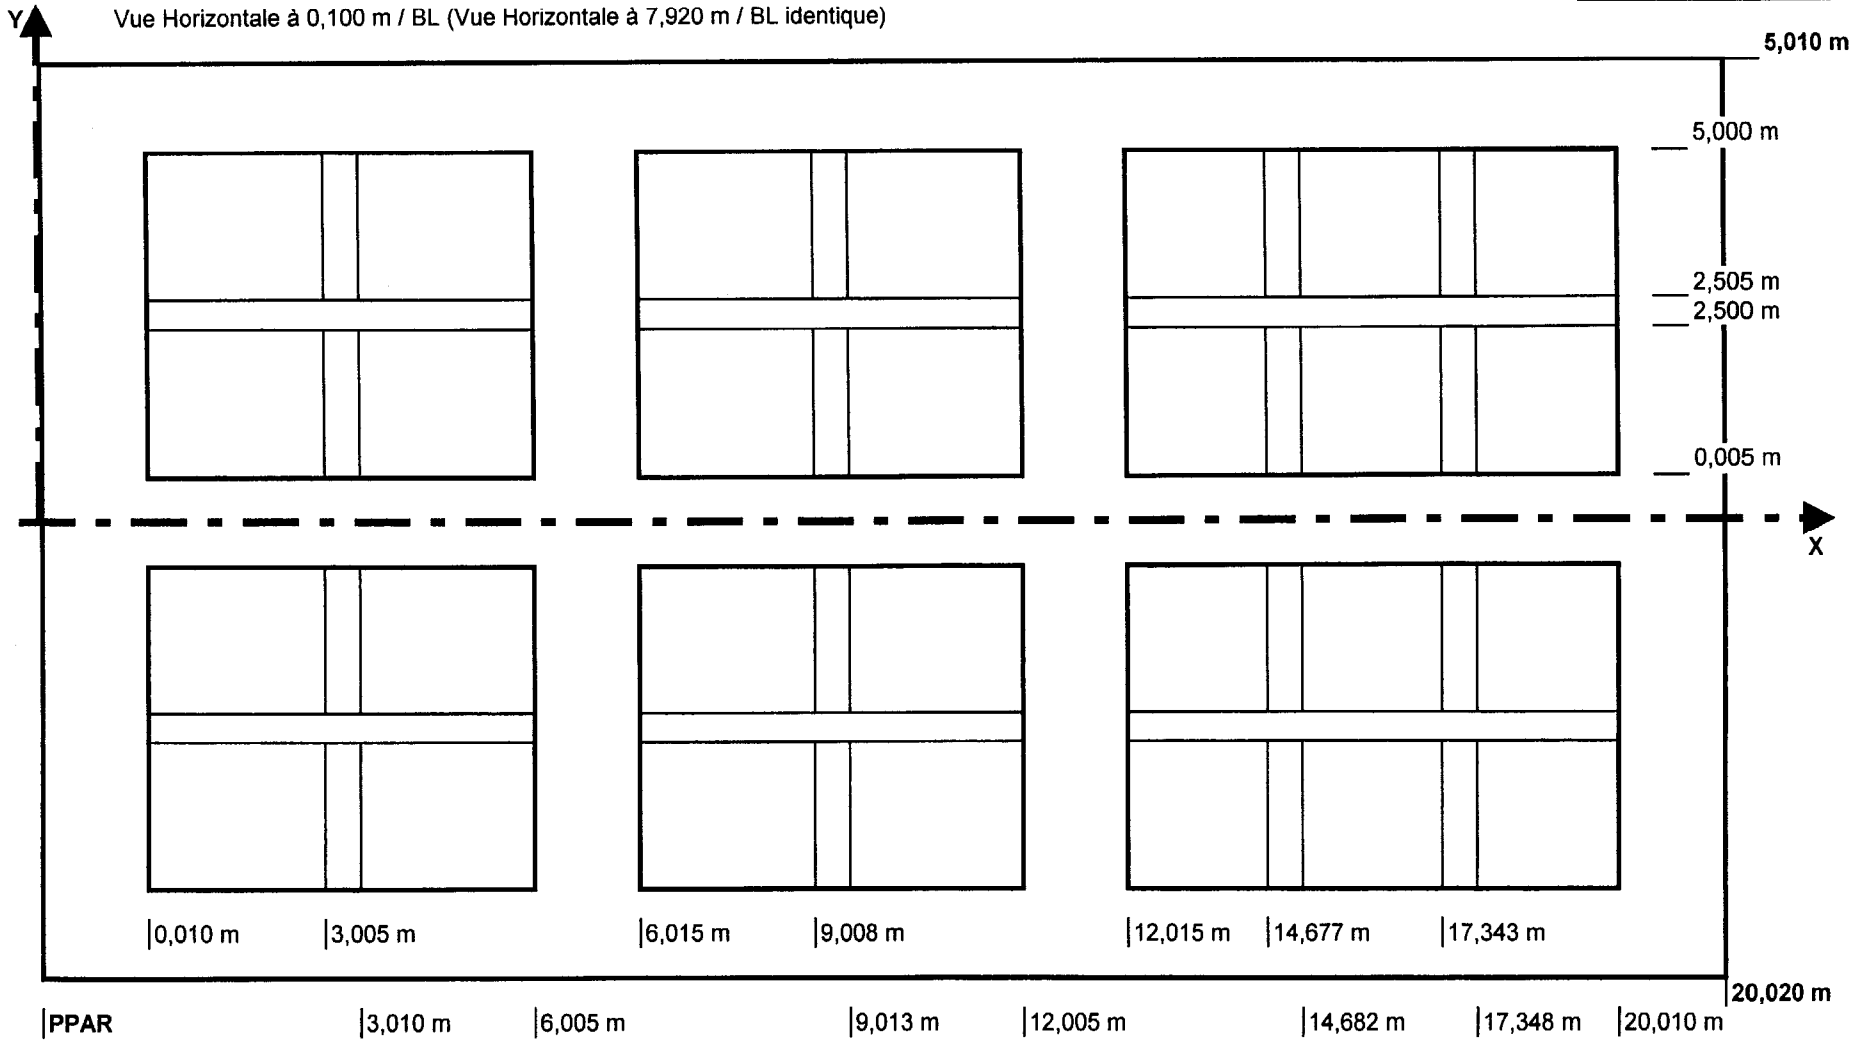 Y
Vue Horizontale à 0,100 m / BL (Vue Horizontale à 7,920 m / BL identique)
5,010 m
5,000 m
2,505 m
2,500 m
0,005 m
X
0,010 m 3,005 m 6,015 m 9,008 m 12,015 m 14,677 m 17,343 m
20,020 m
PPAR 3,010 m 6,005 m 9,013 m 12,005 m 14,682 m 17,348 m 20,010 m